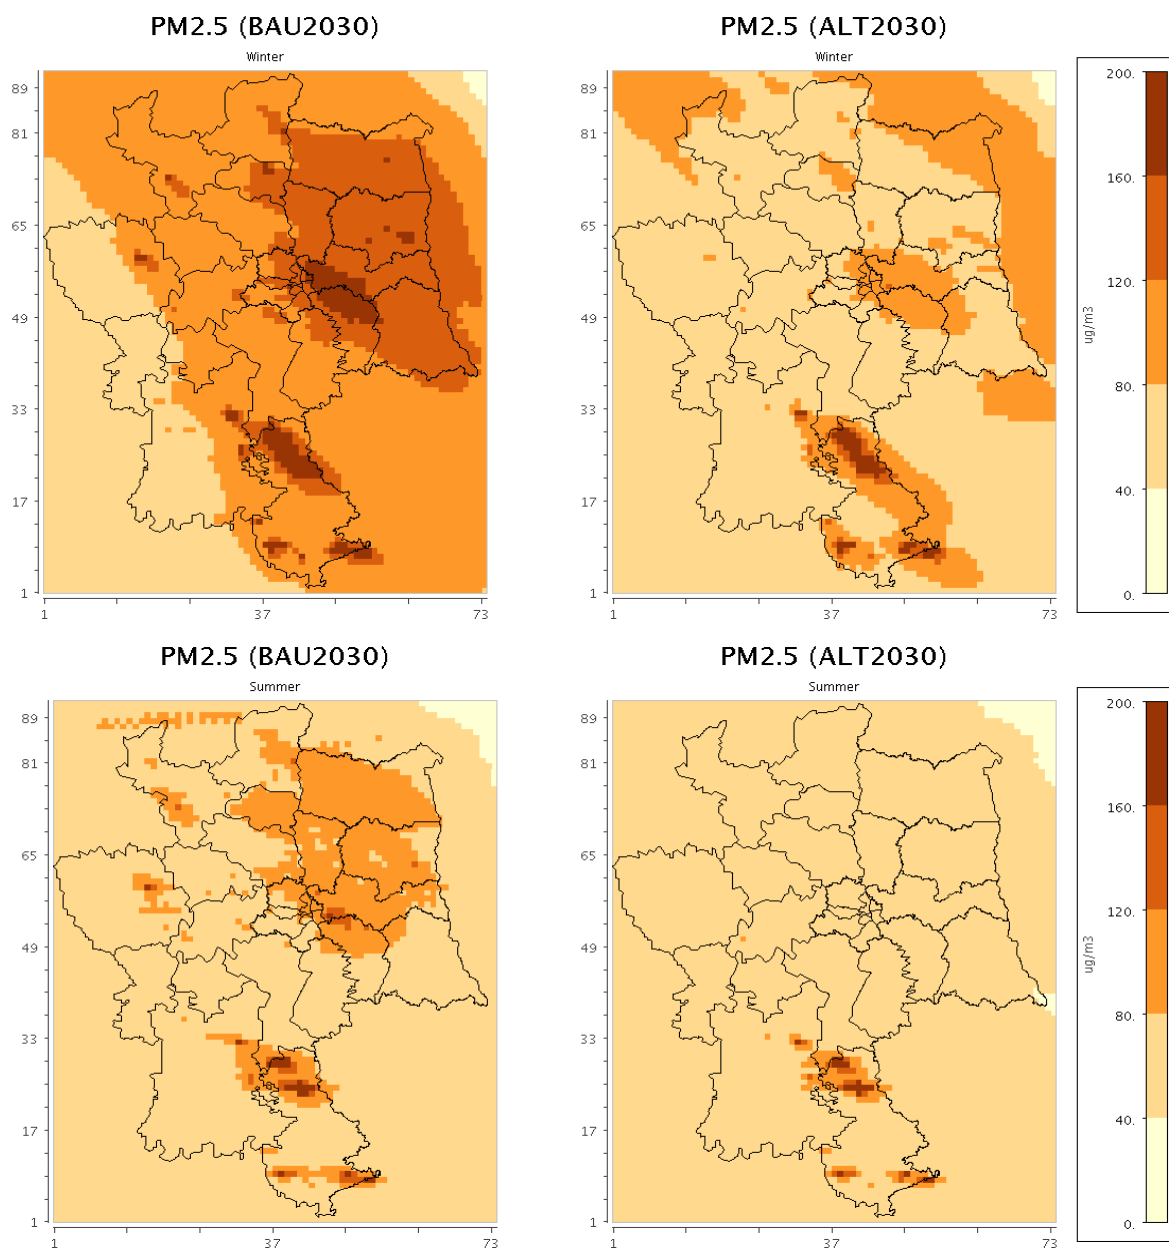 PM2.5 (BAU2030)
Winter
89
81
65
49
33
17
1
1 37 73
PM2.5 (ALT2030)
Winter
89
81
65
49
33
17
1
1 37 73
200.
160.
120.
80.
40.
0.
ug/m3
PM2.5 (BAU2030)
Summer
89
81
65
49
33
17
1
1 37 73
PM2.5 (ALT2030)
Summer
89
81
65
49
33
17
1
1 37 73
200.
160.
120.
80.
40.
0.
ug/m3